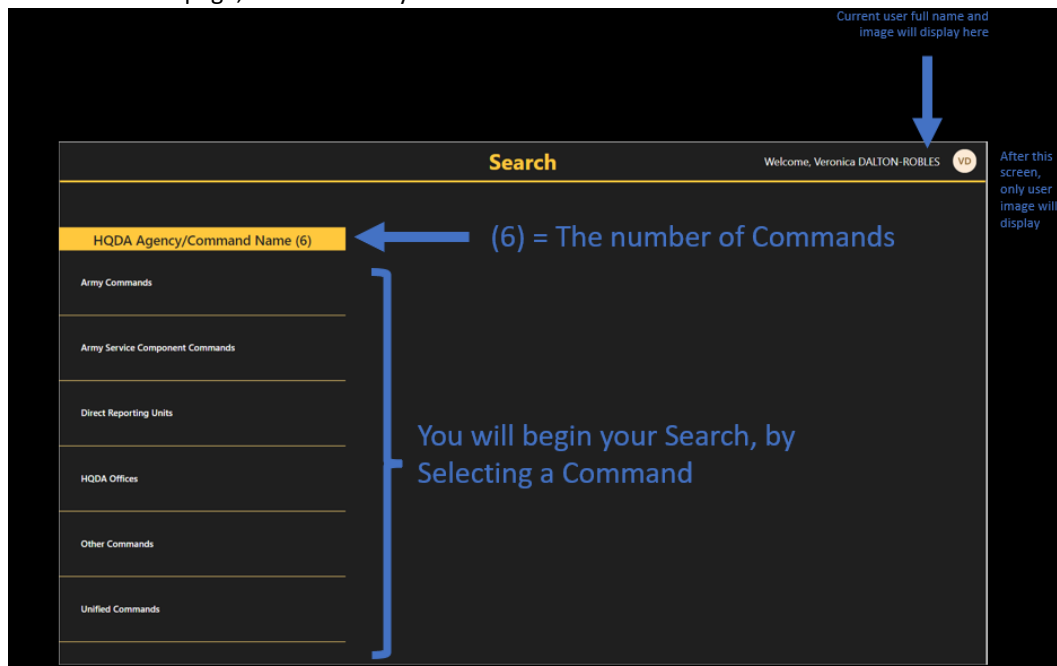 Current user full name and
image will display here
Search
Welcome, Veronica DALTON-ROBLES
VD
After this
screen,
only user
image will
display
HQDA Agency/Command Name (6)
(6) = The number of Commands
Army Commands
Army Service Component Commands
Direct Reporting Units
You will begin your Search, by
Selecting a Command
HQDA Offices
Other Commands
Unified Commands